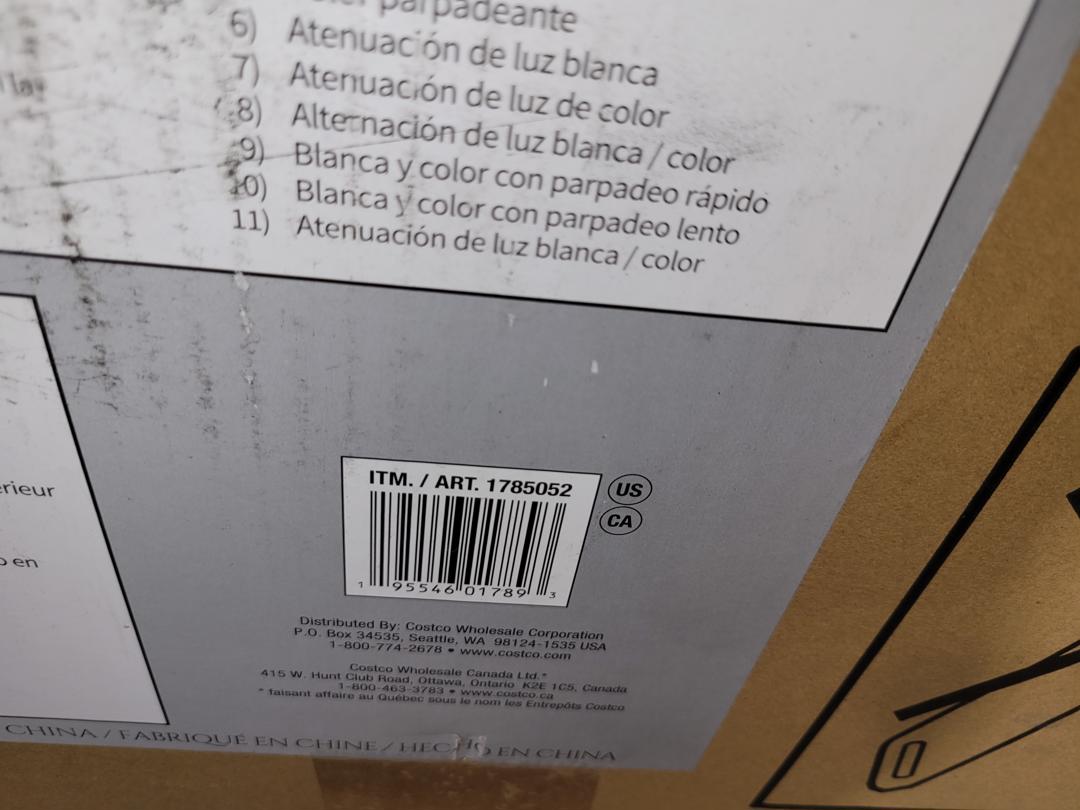 parpadeante
6) Atenuación de luz blanca
7) Atenuación de luz de color
8) Alternación de luz blanca / color
9) Blanca y color con parpadeo rápido
10) Blanca y color con parpadeo lento
11) Atenuación de luz blanca / color
en
ITM. / ART. 1785052
US
CA
1 95546 01789 3
Distributed By: Costco Wholesale Corporation
P.O. Box 34535, Seattle, WA 98124-1535 USA
1-800-774-2678 • www.costco.com
Costco Wholesale Canada Ltd.*
415 W. Hunt Club Road, Ottawa, Ontario K2E 1C5, Canada
1-800-463-3783 • www.costco.ca
* faisant affaire au Québec sous le nom les Entrepôts Costco
CHINA / FABRIQUÉ EN CHINE / HECHO EN CHINA